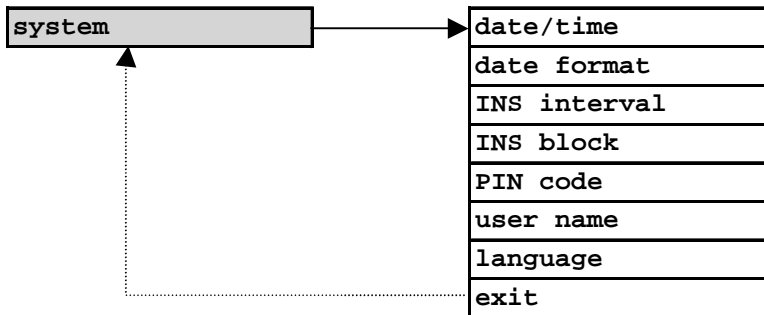 system
date/time
date format
INS interval
INS block
PIN code
user name
language
exit